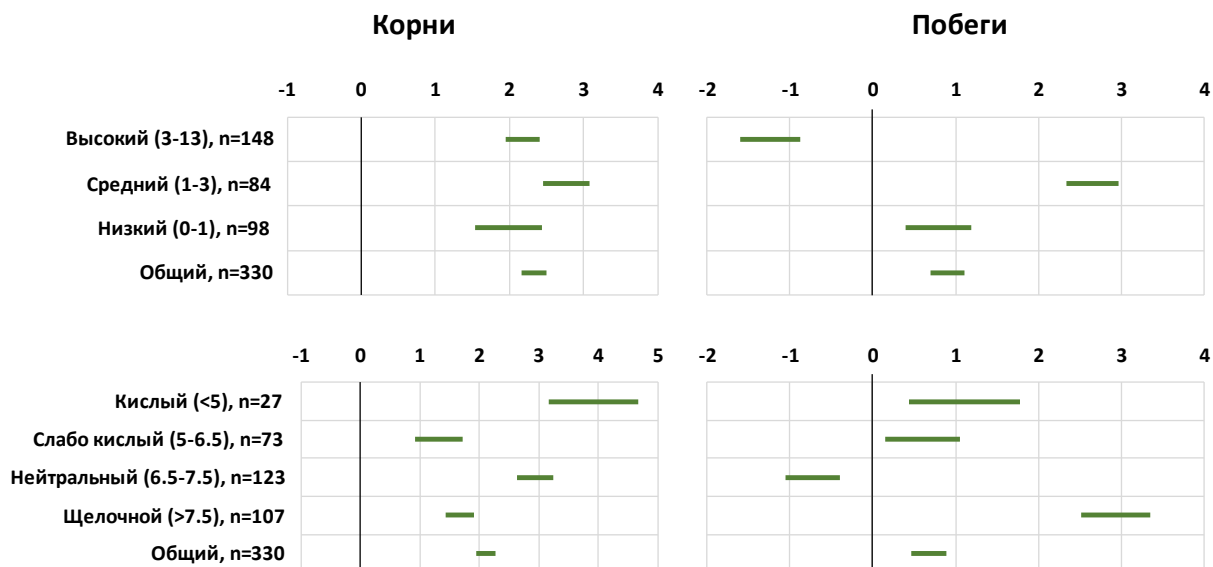 Корни Побеги
-1 0 1 2 3 4 -2 -1 0 1 2 3 4
Высокий (3-13), n=148
Средний (1-3), n=84
Низкий (0-1), n=98
Общий, n=330
-1 0 1 2 3 4 5 -2 -1 0 1 2 3 4
Кислый (<5), n=27
Слабо кислый (5-6.5), n=73
Нейтральный (6.5-7.5), n=123
Щелочной (>7.5), n=107
Общий, n=330